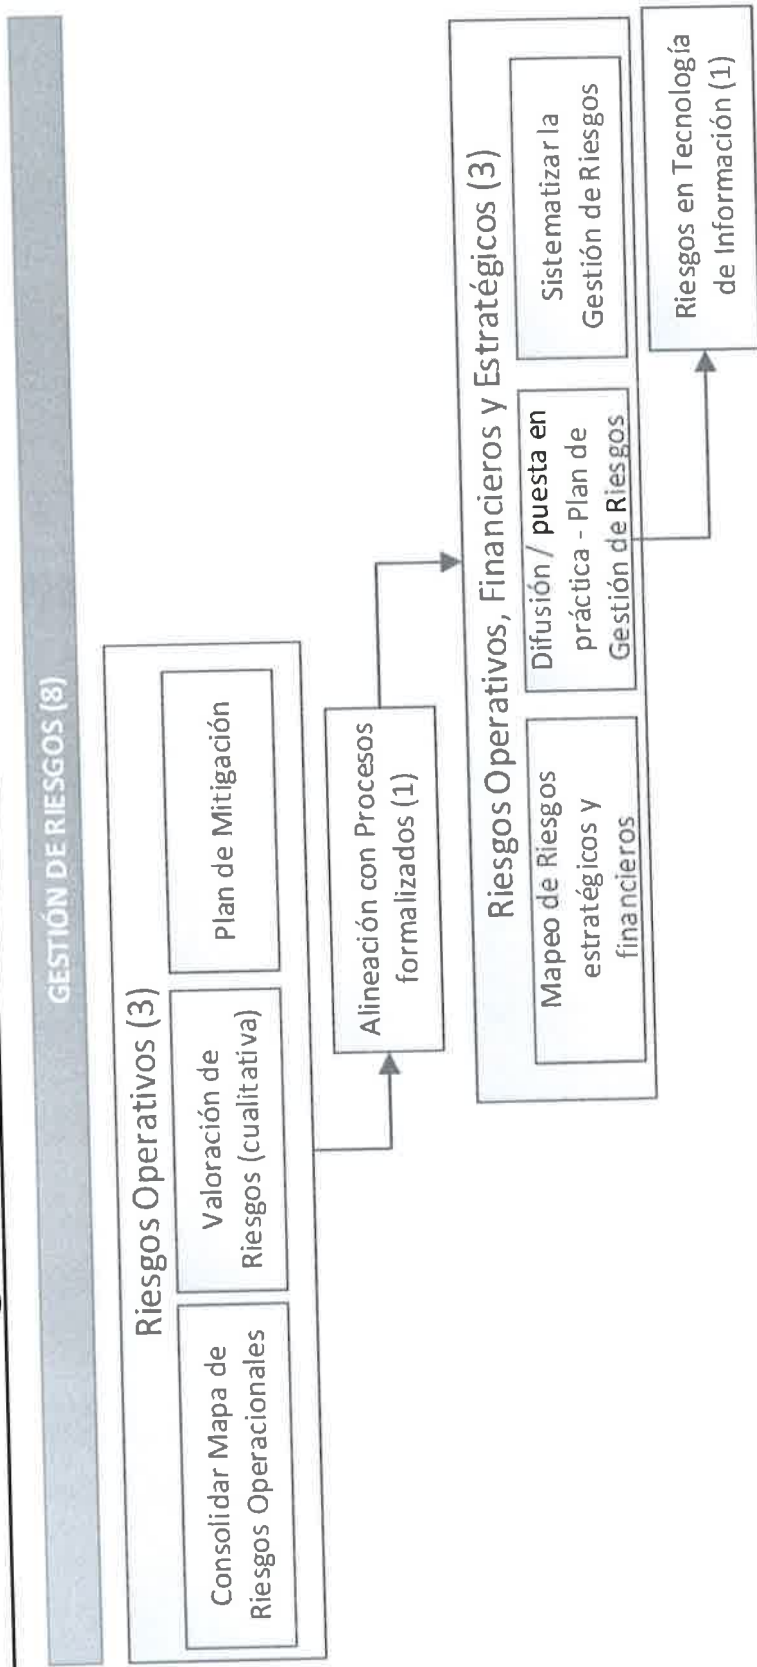 GESTIÓN DE RIESGOS (8)
Riesgos Operativos (3)
Consolidar Mapa de
Riesgos Operacionales
Valoración de
Riesgos (cualitativa)
Plan de Mitigación
Alineación con Procesos
formalizados (1)
Riesgos Operativos, Financieros y Estratégicos (3)
Mapeo de Riesgos
estratégicos y
financieros
Difusión / puesta en
práctica - Plan de
Gestión de Riesgos
Sistematizar la
Gestión de Riesgos
Riesgos en Tecnología
de Información (1)